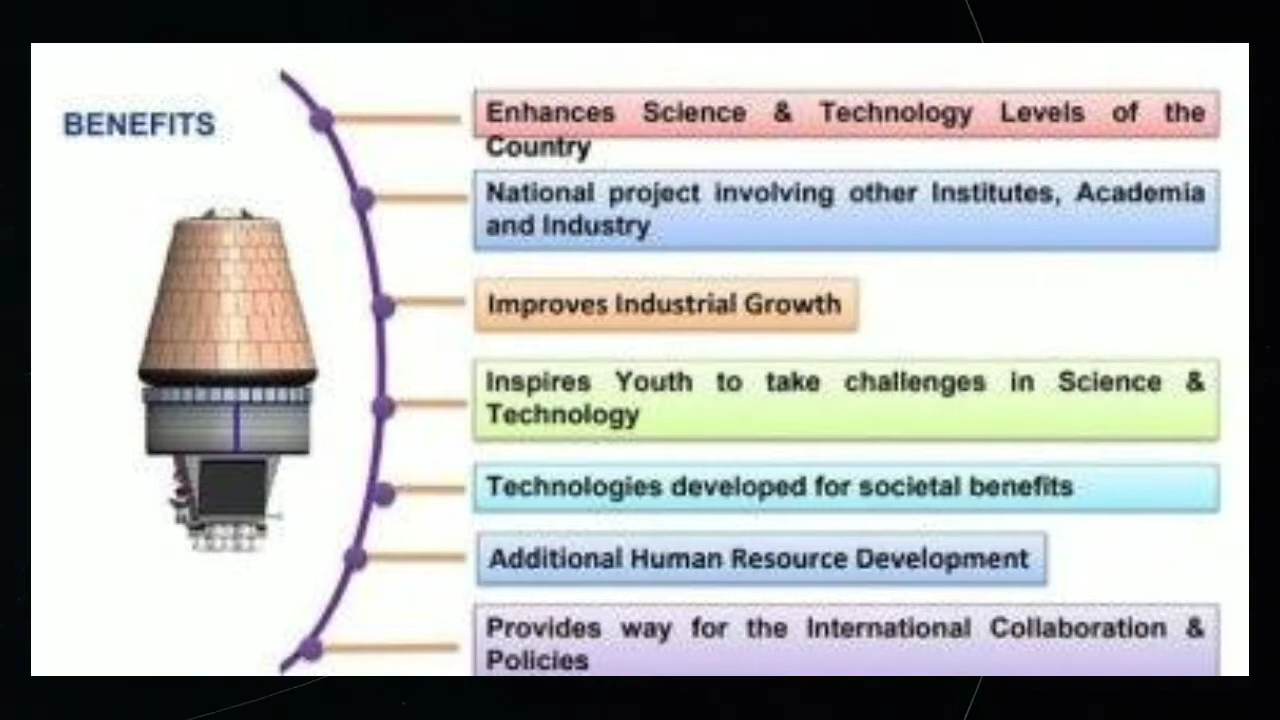 BENEFITS
Enhances Science & Technology Levels of the
Country
National project involving other Institutes, Academia
and Industry
Improves Industrial Growth
Inspires Youth to take challenges in Science &
Technology
Technologies developed for societal benefits
Additional Human Resource Development
Provides way for the International Collaboration &
Policies